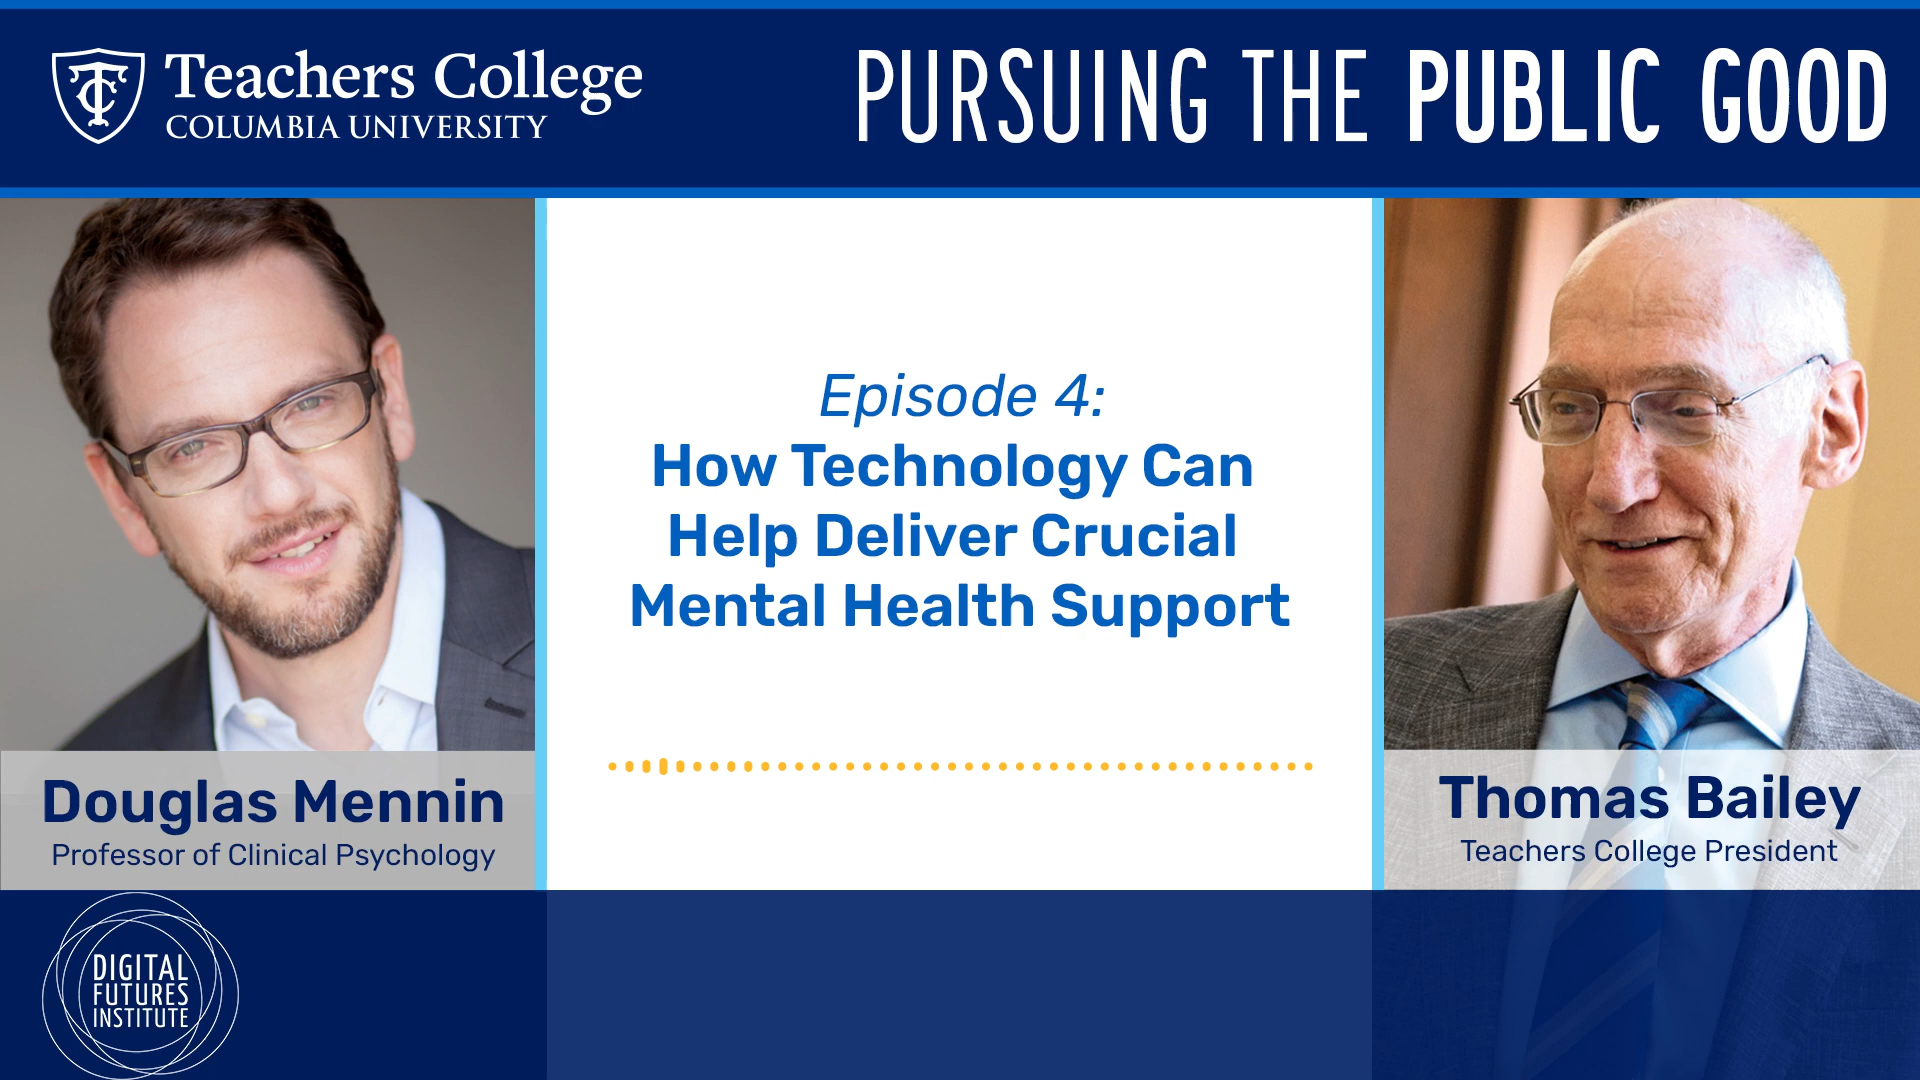 Teachers College
COLUMBIA UNIVERSITY
PURSUING THE PUBLIC GOOD
Episode 4:
How Technology Can
Help Deliver Crucial
Mental Health Support
Douglas Mennin
Professor of Clinical Psychology
Thomas Bailey
Teachers College President
DIGITAL
FUTURES
INSTITUTE